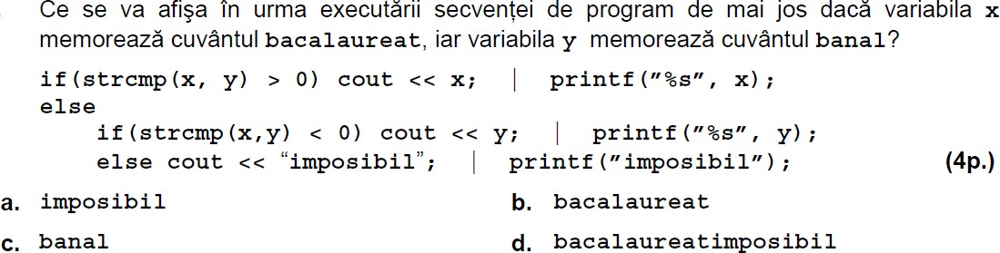 Ce se va afişa în urma executării secvenţei de program de mai jos dacă variabila x
memorează cuvântul bacalaureat, iar variabila y memorează cuvântul banal?
if(strcmp(x, y) > 0) cout << x; | printf(”%s”, x);
else
if(strcmp(x,y) < 0) cout << y; | printf(”%s”, y);
else cout << “imposibil”; | printf(”imposibil”); (4p.)
a. imposibil b. bacalaureat
c. banal d. bacalaureatimposibil